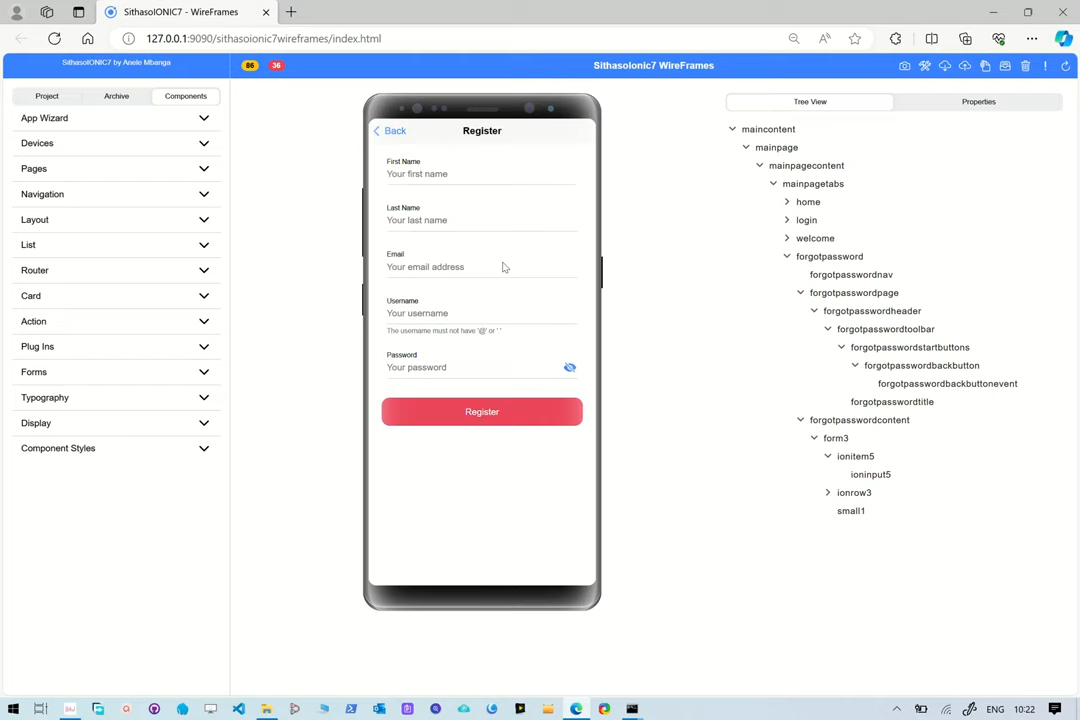 SithasoIONIC7 - WireFrames
127.0.0.1:9090/sithasoionic7wireframes/index.html
SithasoIONIC7 by Anele Mbanga
86
36
SithasoIonic7 WireFrames
Project
Archive
Components
Tree View
Properties
App Wizard
Devices
Pages
Navigation
Layout
List
Router
Card
Action
Plug Ins
Forms
Typography
Display
Component Styles
Back
Register
First Name
Your first name
Last Name
Your last name
Email
Your email address
Username
Your username
The username must not have '@' or ' '
Password
Your password
Register
maincontent
mainpage
mainpagecontent
mainpagetabs
home
login
welcome
forgotpassword
forgotpasswordnav
forgotpasswordpage
forgotpasswordheader
forgotpasswordtoolbar
forgotpasswordstartbuttons
forgotpasswordbackbutton
forgotpasswordbackbuttonevent
forgotpasswordtitle
forgotpasswordcontent
form3
ionitem5
ioninput5
ionrow3
small1
ENG
10:22